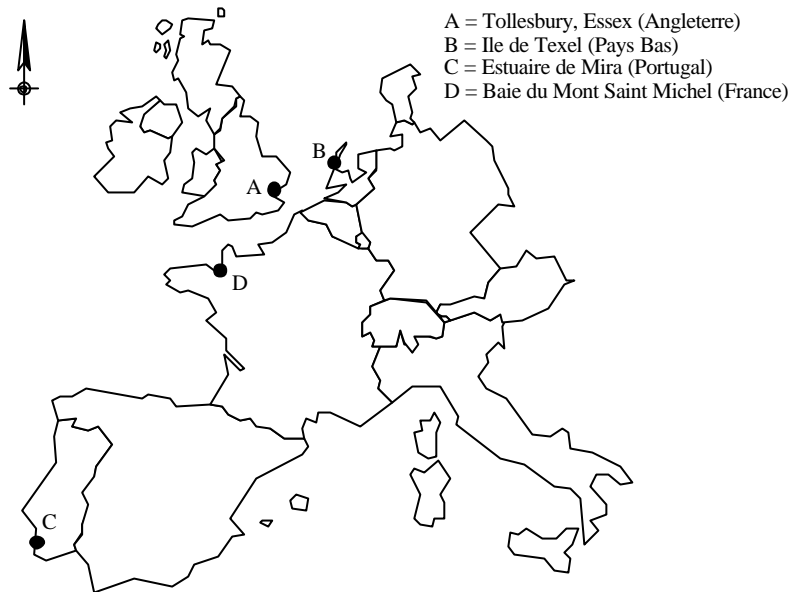 A = Tollesbury, Essex (Angleterre)
B = Ile de Texel (Pays Bas)
C = Estuaire de Mira (Portugal)
D = Baie du Mont Saint Michel (France)
B
A
D
C